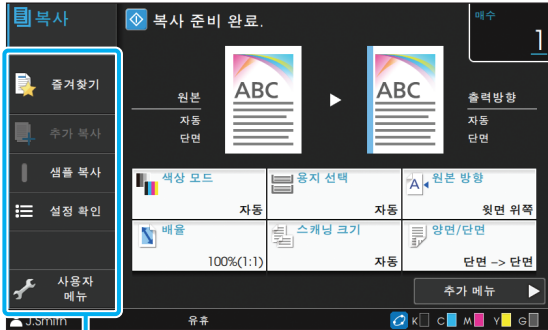 복사
복사 준비 완료.
매수
1
즐겨찾기
추가 복사
샘플 복사
설정 확인
사용자
메뉴
원본
자동
단면
ABC
ABC
출력방향
자동
단면
색상 모드
자동
용지 선택
자동
원본 방향
A
윗면 위쪽
배율
100%(1:1)
스캐닝 크기
자동
양면/단면
단면 –> 단면
추가 메뉴
J.Smith
유휴
K C M Y G